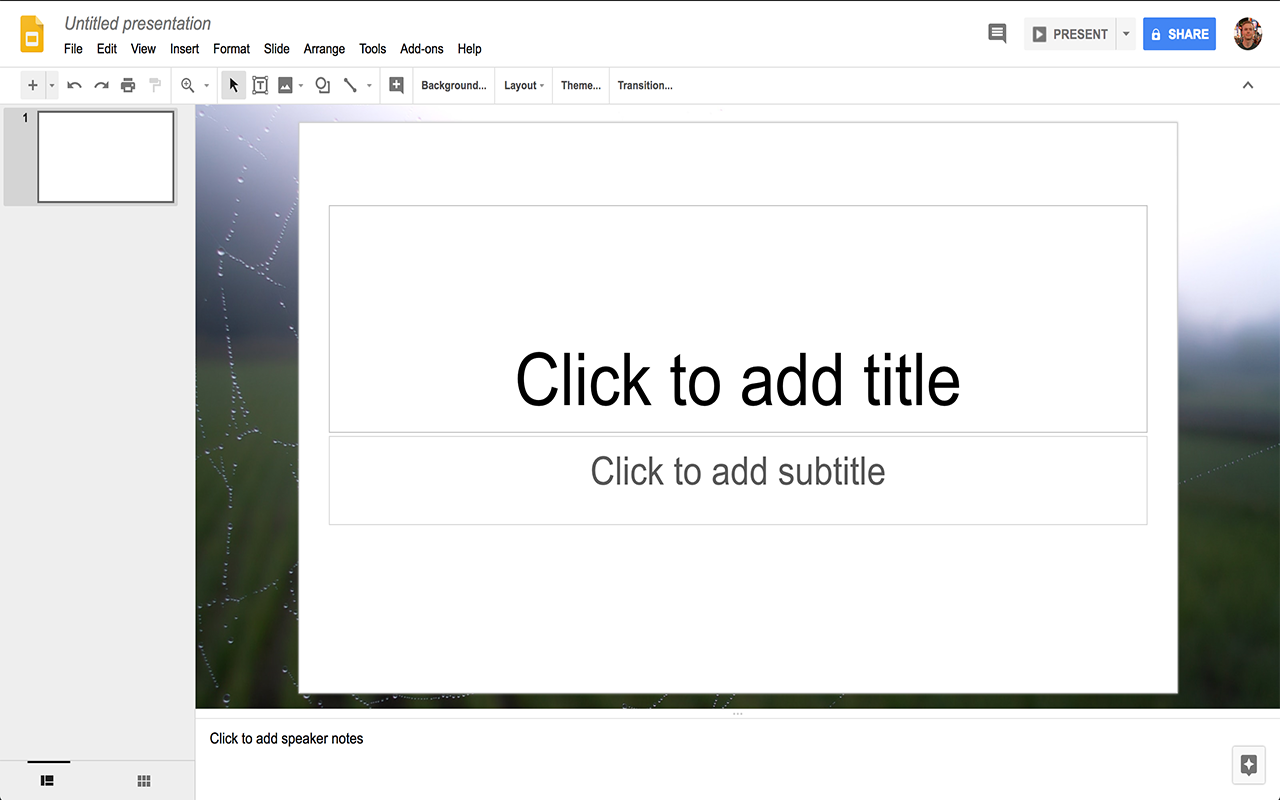 Untitled presentation
File Edit View Insert Format Slide Arrange Tools Add-ons Help
PRESENT
SHARE
Background... Layout Theme... Transition...
1
Click to add title
Click to add subtitle
Click to add speaker notes